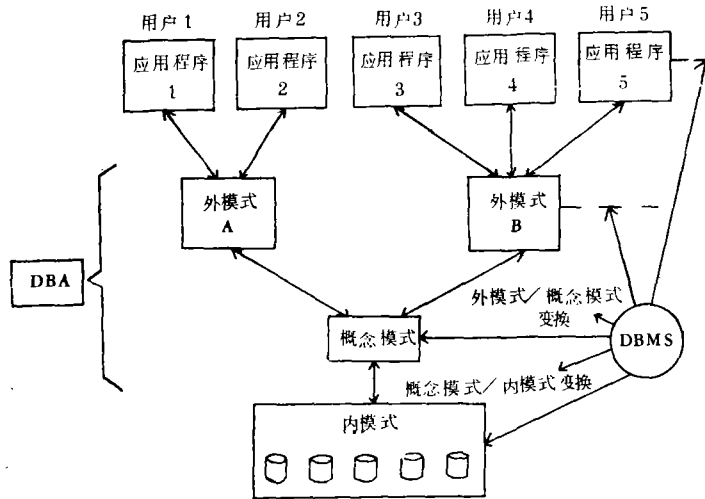 用户1
用户2
用户3
用户4
用户5
应用程序
1
应用程序
2
应用程序
3
应用程序
4
应用程序
5
外模式
A
外模式
B
DBA
外模式/概念模式
变换
概念模式
DBMS
概念模式/内模式变换
内模式